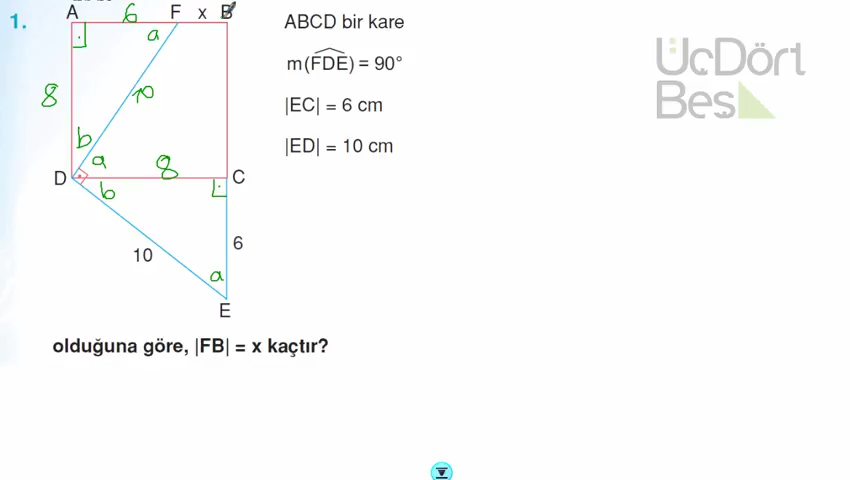 1.
A 6 F x B
a
8
10
b
a
8
D
C
b
10
6
a
E
ABCD bir kare
m(FDE) = 90°
|EC| = 6 cm
|ED| = 10 cm
ÜçDört
Beş
olduğuna göre, |FB| = x kaçtır?